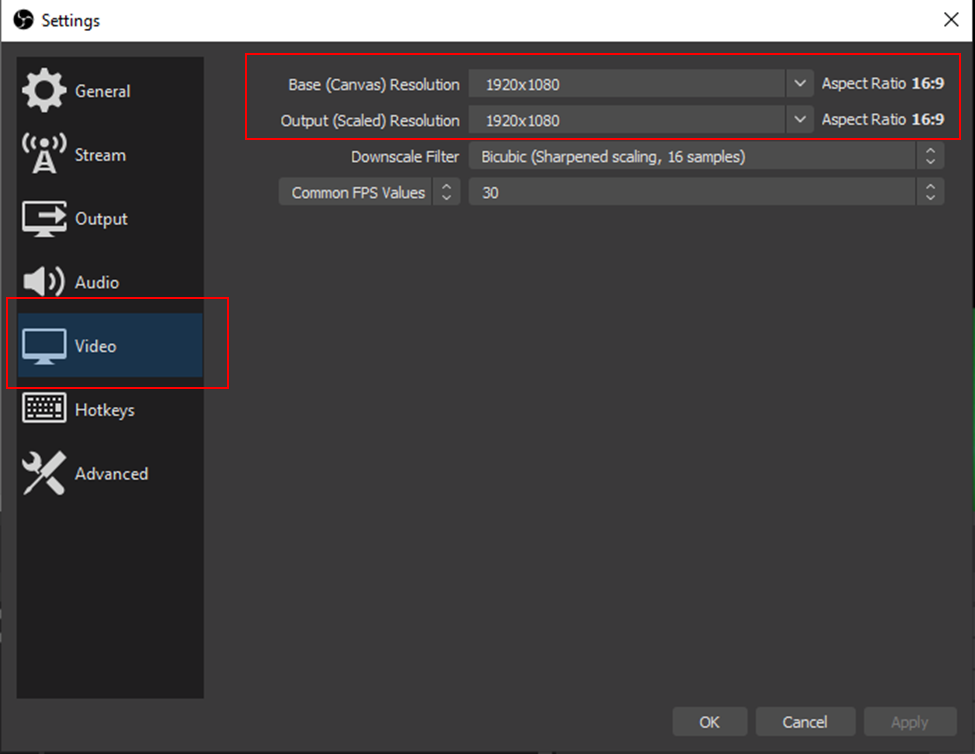 Settings
General
Stream
Output
Audio
Video
Hotkeys
Advanced
Base (Canvas) Resolution 1920x1080 Aspect Ratio 16:9
Output (Scaled) Resolution 1920x1080 Aspect Ratio 16:9
Downscale Filter Bicubic (Sharpened scaling, 16 samples)
Common FPS Values 30
OK Cancel Apply